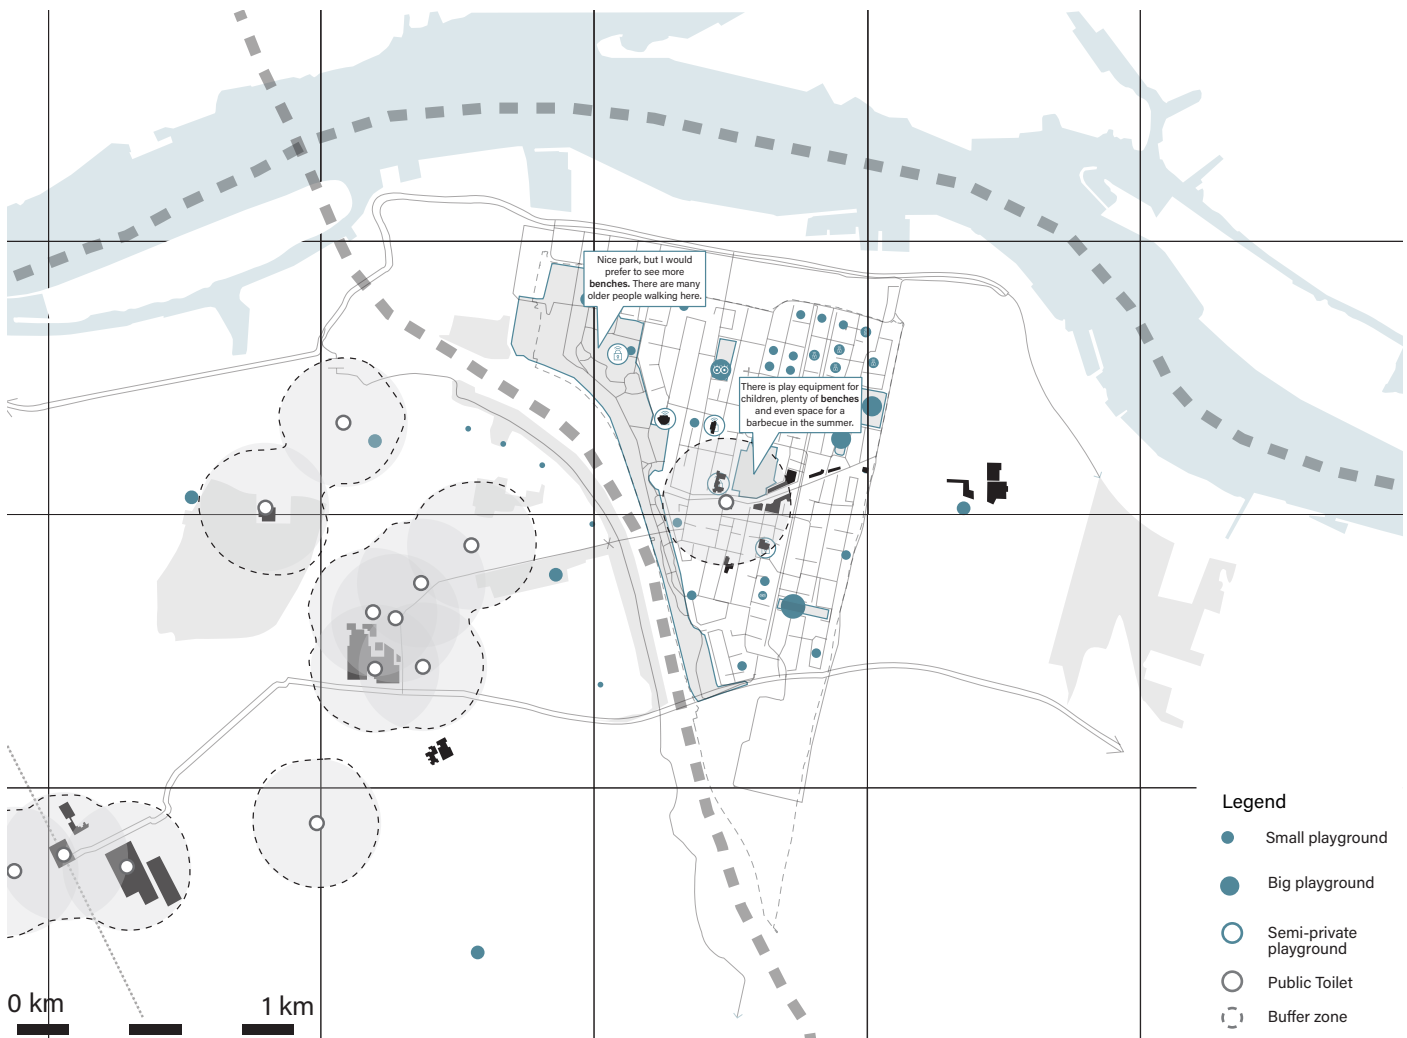 Nice park, but I would
prefer to see more
benches. There are many
older people walking here.
There is play equipment for
children, plenty of benches
and even space for a
barbecue in the summer.
Legend
Small playground
Big playground
Semi-private
playground
Public Toilet
Buffer zone
0 km
1 km